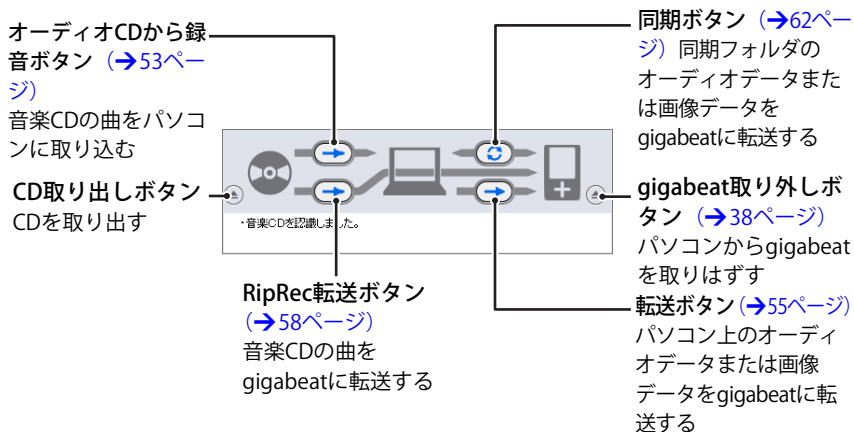 オーディオCDから録
音ボタン（→53ペー
ジ）
音楽CDの曲をパソコ
ンに取り込む
CD取り出しボタン
CDを取り出す
・音楽CDを認識しました。
RipRec転送ボタン
（→58ページ）
音楽CDの曲を
gigabeatに転送する
同期ボタン（→62ペー
ジ）同期フォルダの
オーディオデータまた
は画像データを
gigabeatに転送する
gigabeat取り外しボ
タン（→38ページ）
パソコンからgigabeat
を取りはずす
転送ボタン（→55ページ）
パソコン上のオーディ
オデータまたは画像
データをgigabeatに転
送する